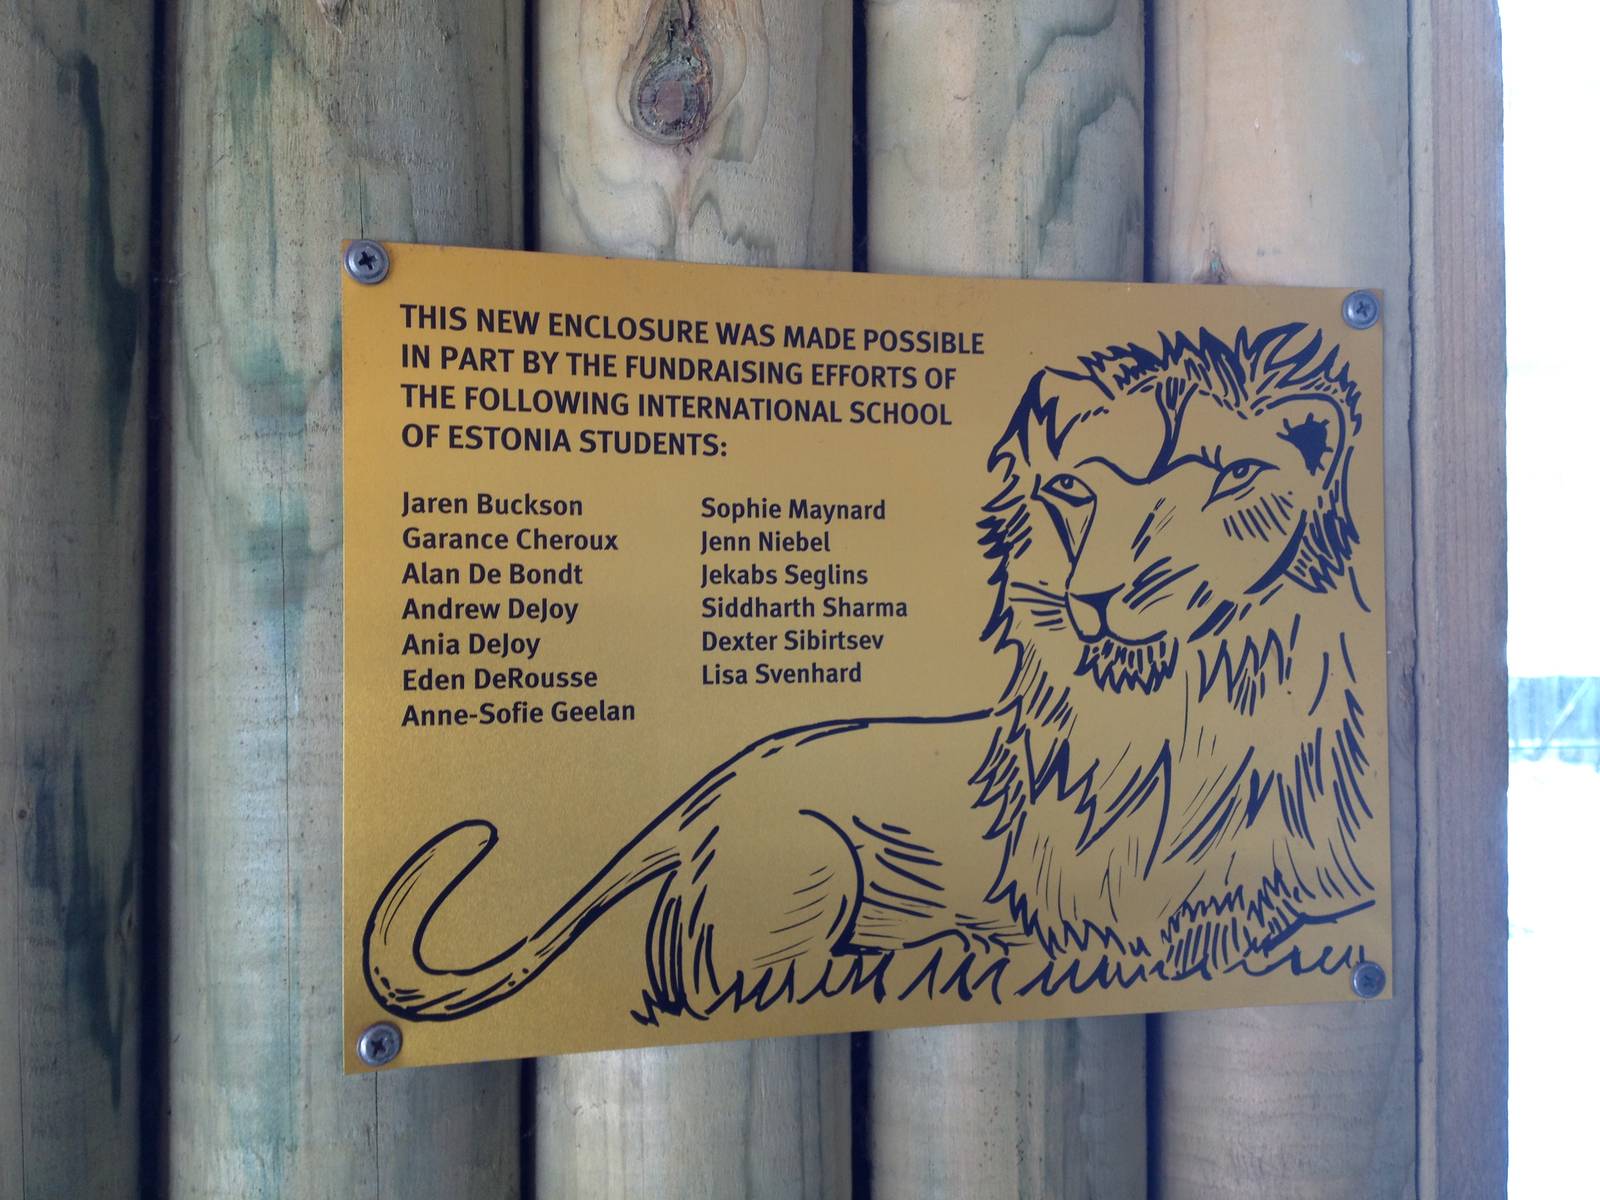 THIS NEW ENCLOSURE WAS MADE POSSIBLE
IN PART BY THE FUNDRAISING EFFORTS OF
THE FOLLOWING INTERNATIONAL SCHOOL
OF ESTONIA STUDENTS:
Jaren Buckson
Garance Cheroux
Alan De Bondt
Andrew DeJoy
Ania DeJoy
Eden DeRousse
Anne-Sofie Geelan
Sophie Maynard
Jenn Niebel
Jekabs Seglins
Siddharth Sharma
Dexter Sibirtsev
Lisa Svenhard